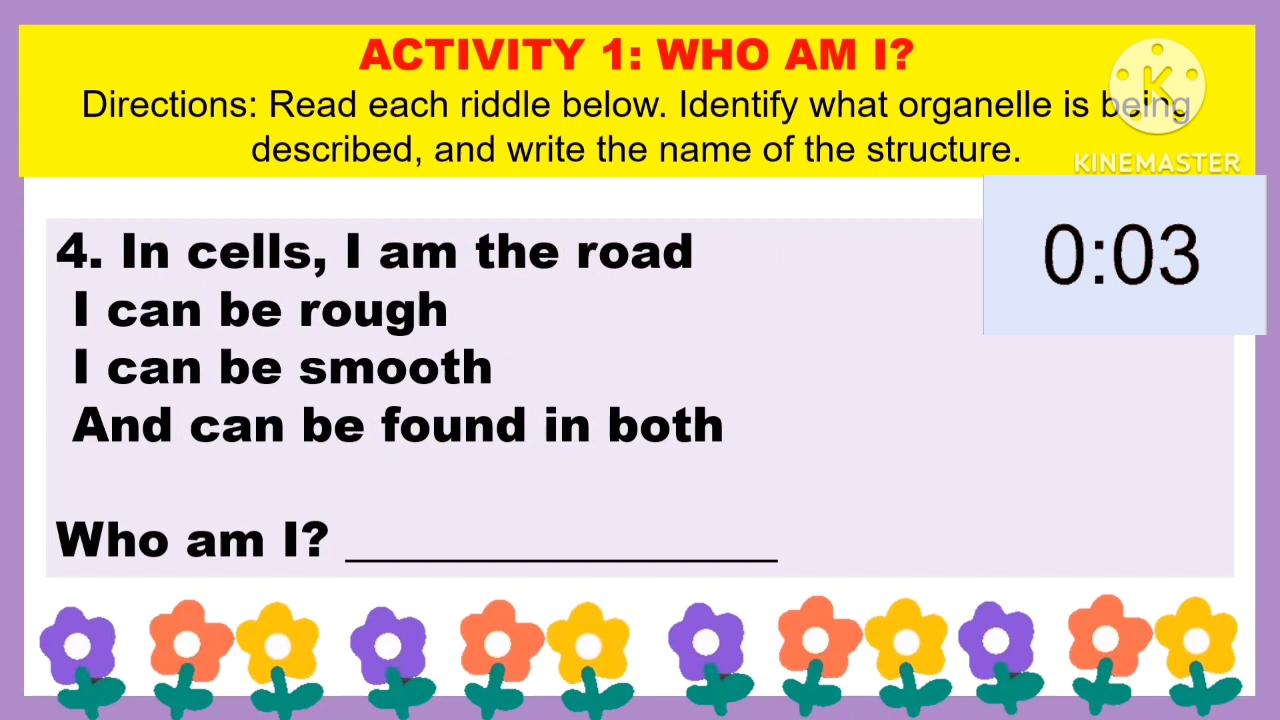 ACTIVITY 1: WHO AM I?
Directions: Read each riddle below. Identify what organelle is being
described, and write the name of the structure.
K
KINEMASTER
0:03
4. In cells, I am the road
I can be rough
I can be smooth
And can be found in both
Who am I? __________________